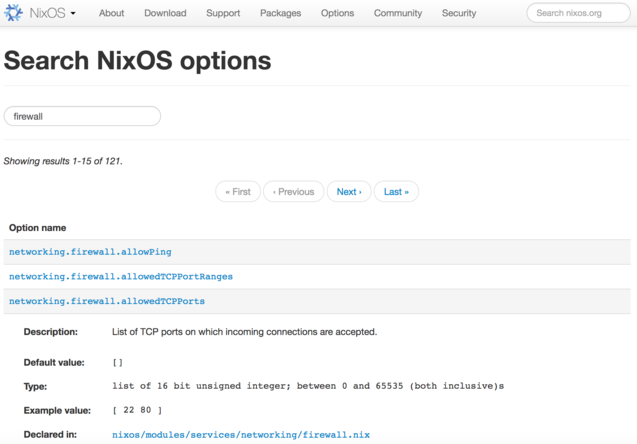 NixOS About Download Support Packages Options Community Security Search nixos.org
Search NixOS options
firewall
Showing results 1-15 of 121.
« First ‹ Previous Next › Last »
Option name
networking.firewall.allowPing
networking.firewall.allowedTCPPortRanges
networking.firewall.allowedTCPPorts
Description: List of TCP ports on which incoming connections are accepted.
Default value: []
Type: list of 16 bit unsigned integer; between 0 and 65535 (both inclusive)s
Example value: [ 22 80 ]
Declared in: nixos/modules/services/networking/firewall.nix